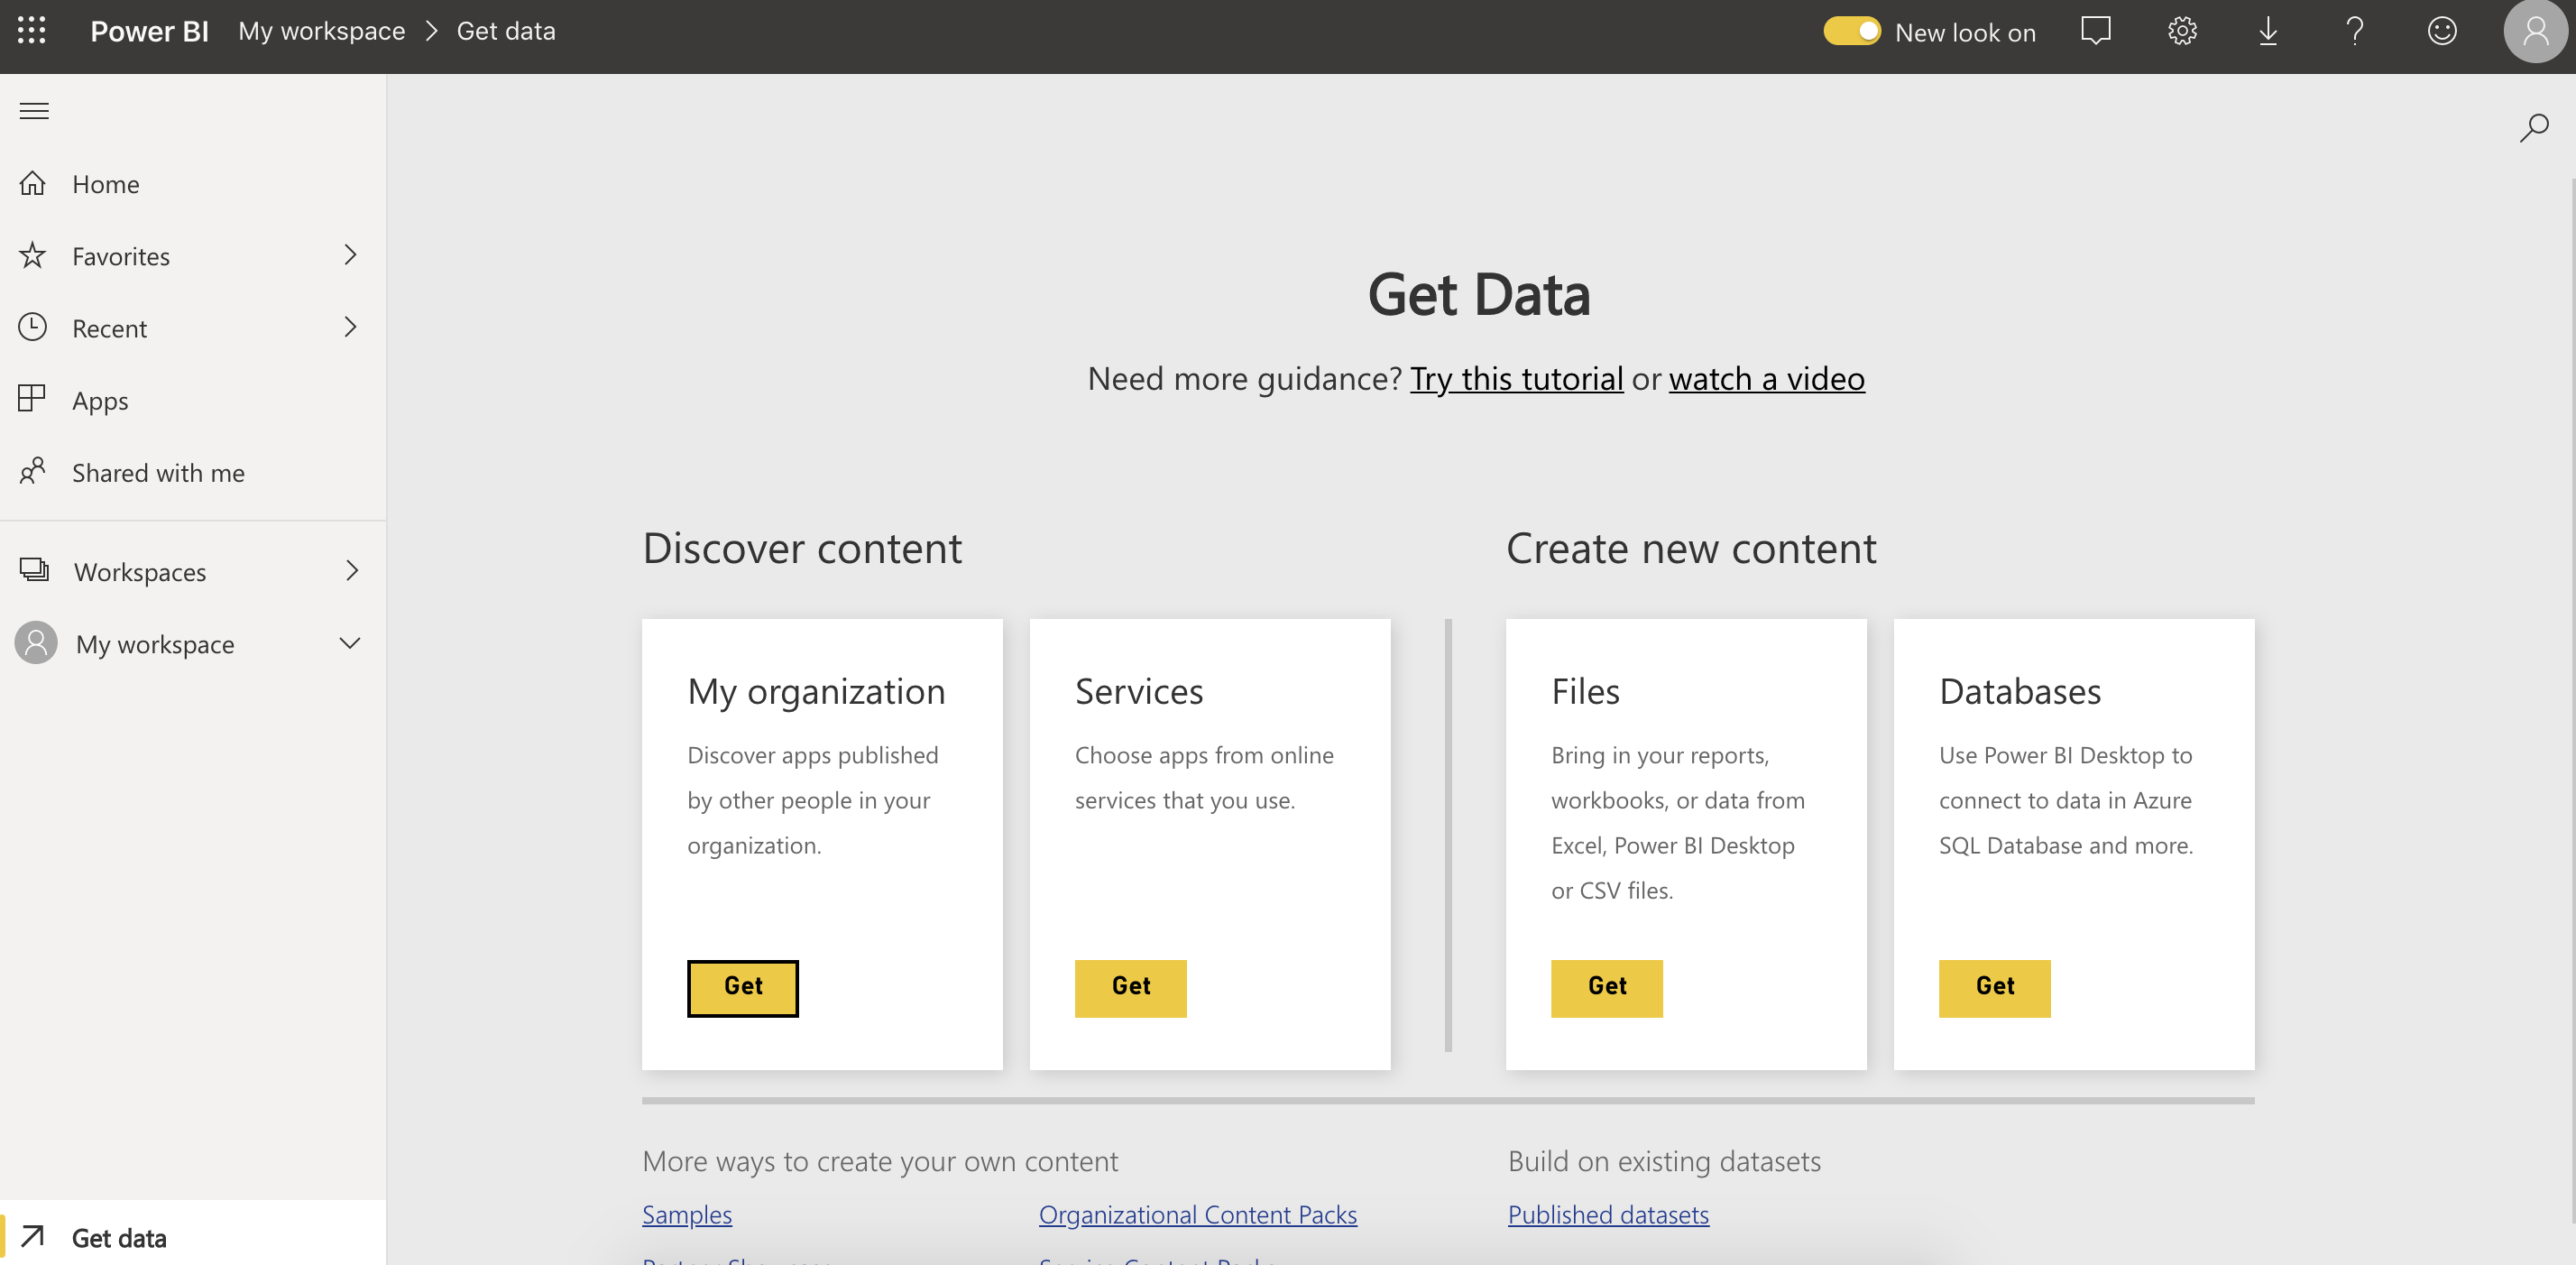 Power BI My workspace Get data
New look on
Home
Favorites
Recent
Apps
Shared with me
Workspaces
My workspace
Get data
Get Data
Need more guidance? Try this tutorial or watch a video
Discover content
My organization
Discover apps published
by other people in your
organization.
Get
Services
Choose apps from online
services that you use.
Get
Create new content
Files
Bring in your reports,
workbooks, or data from
Excel, Power BI Desktop
or CSV files.
Get
Databases
Use Power BI Desktop to
connect to data in Azure
SQL Database and more.
Get
More ways to create your own content
Samples
Organizational Content Packs
Build on existing datasets
Published datasets